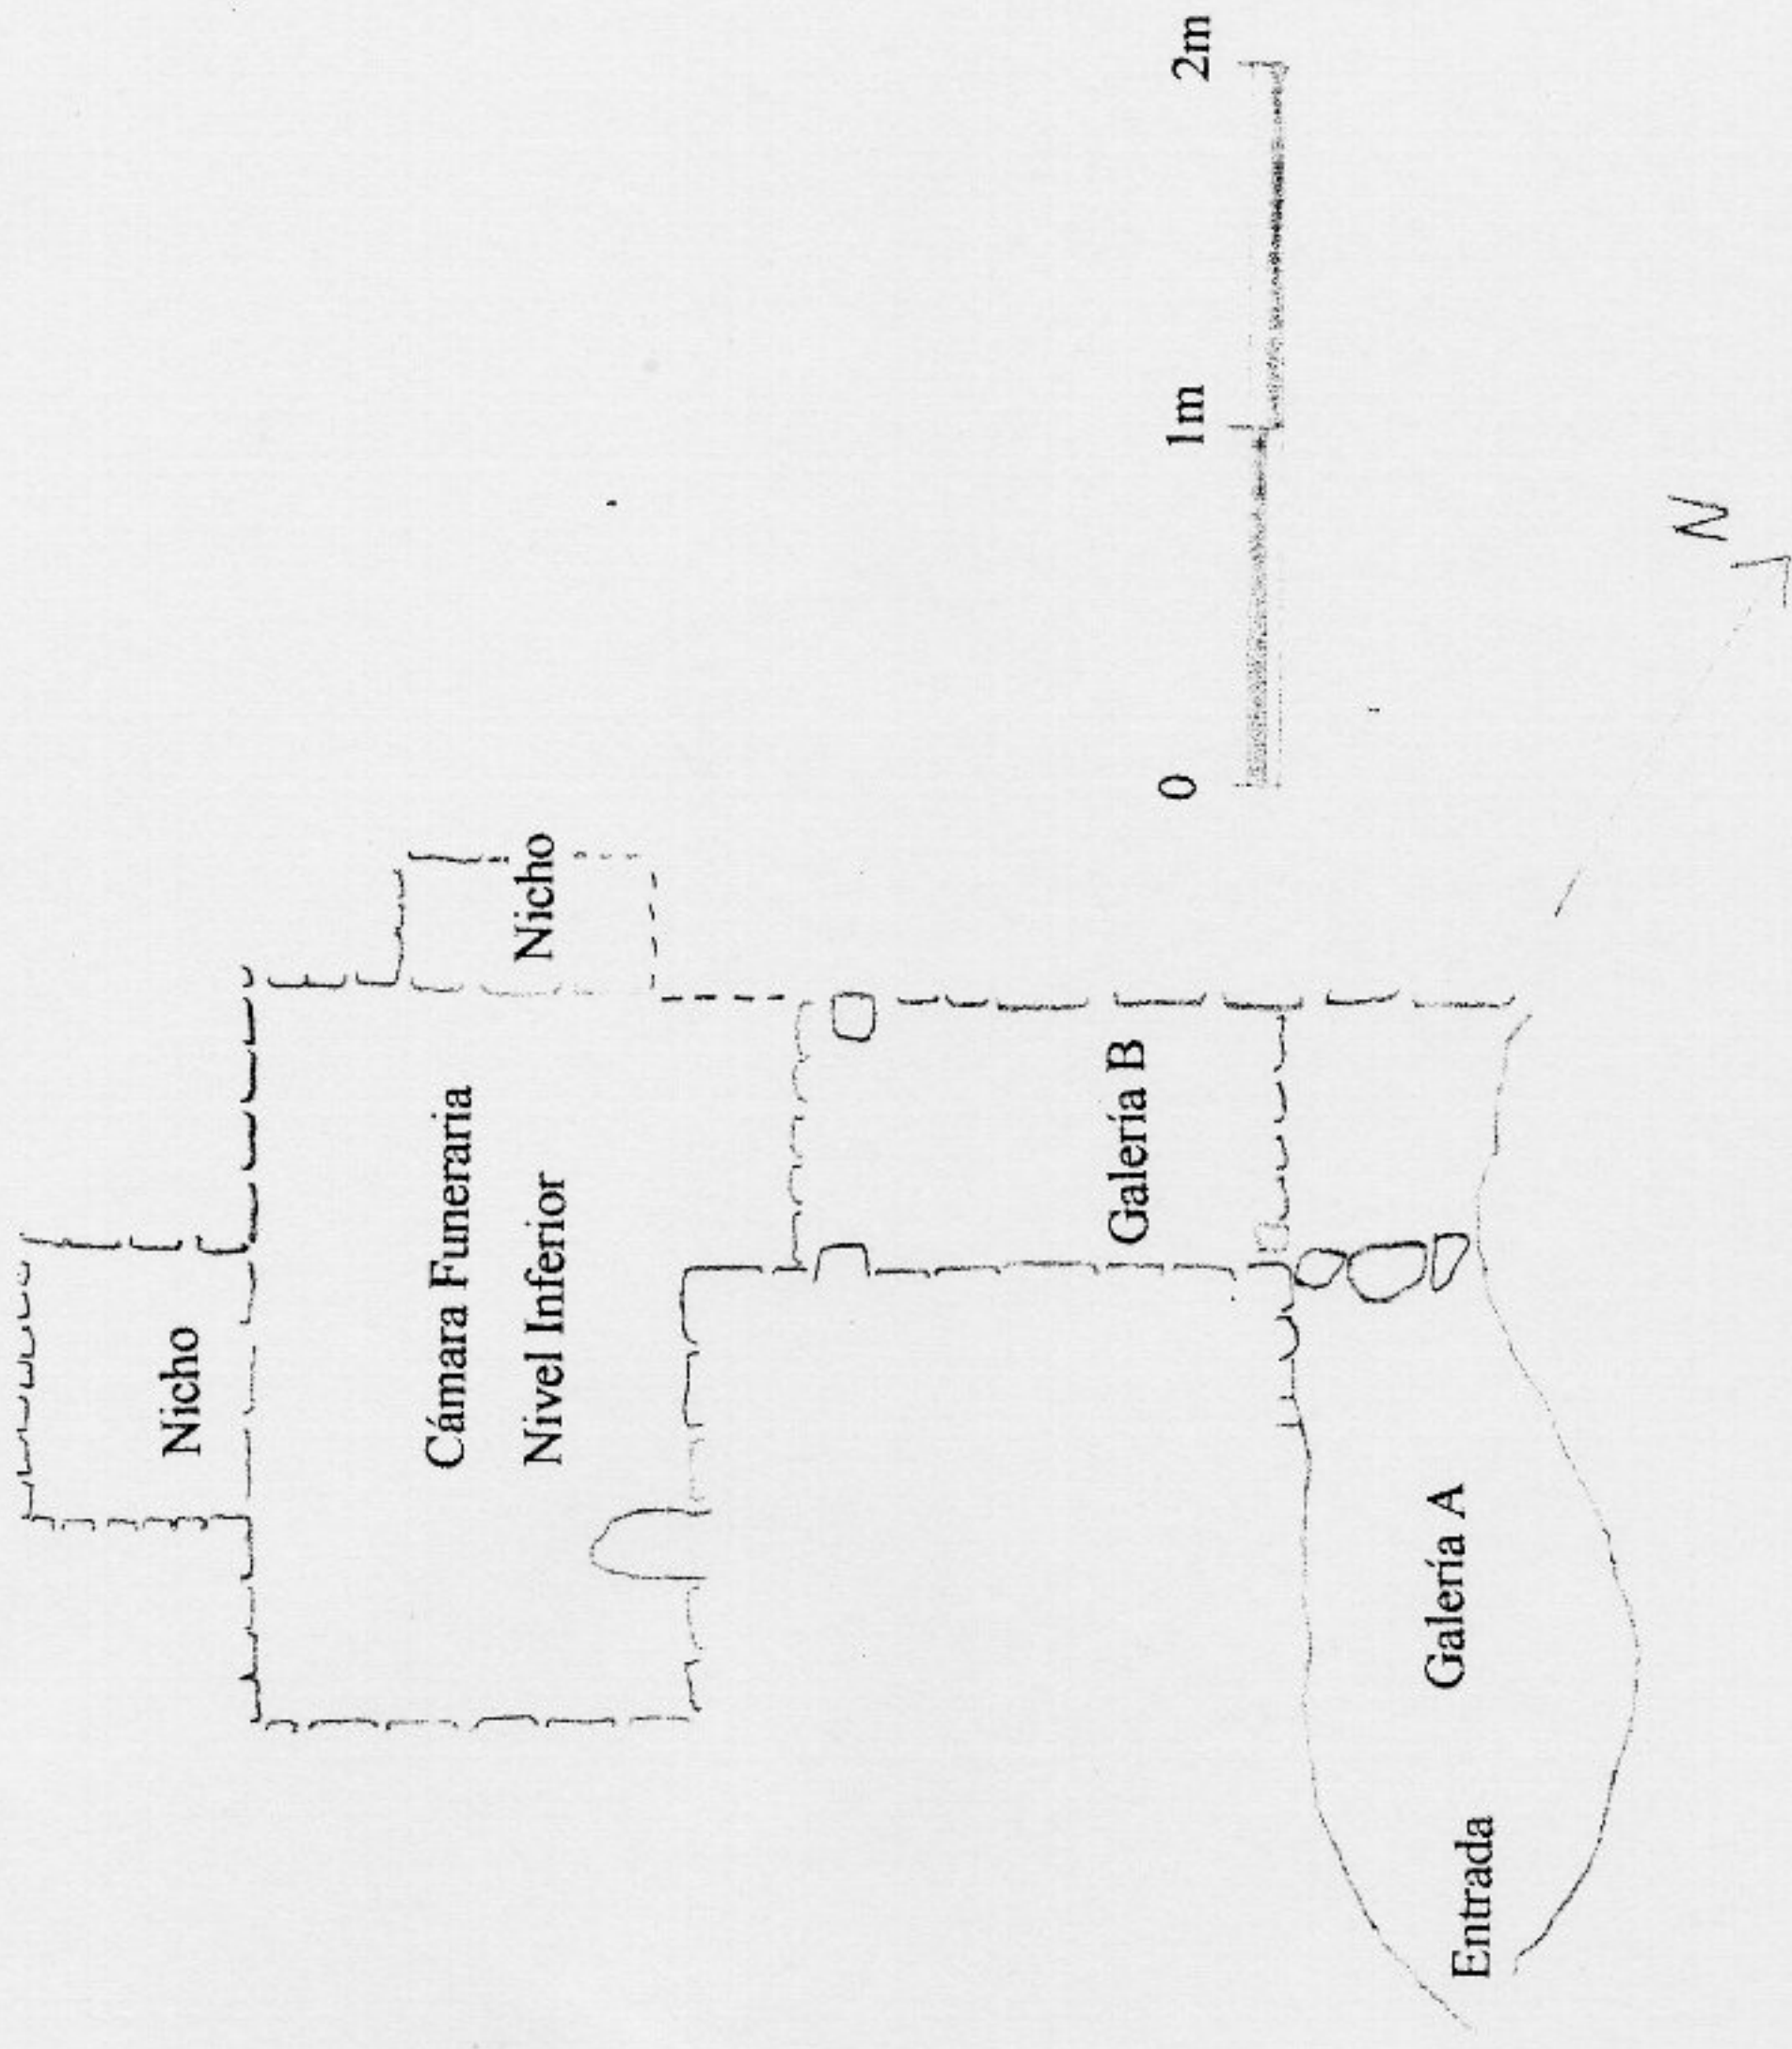 Nicho
Cámara Funeraria
Nivel Inferior
Nicho
Galería B
0
1m
2m
Entrada
Galería A
N